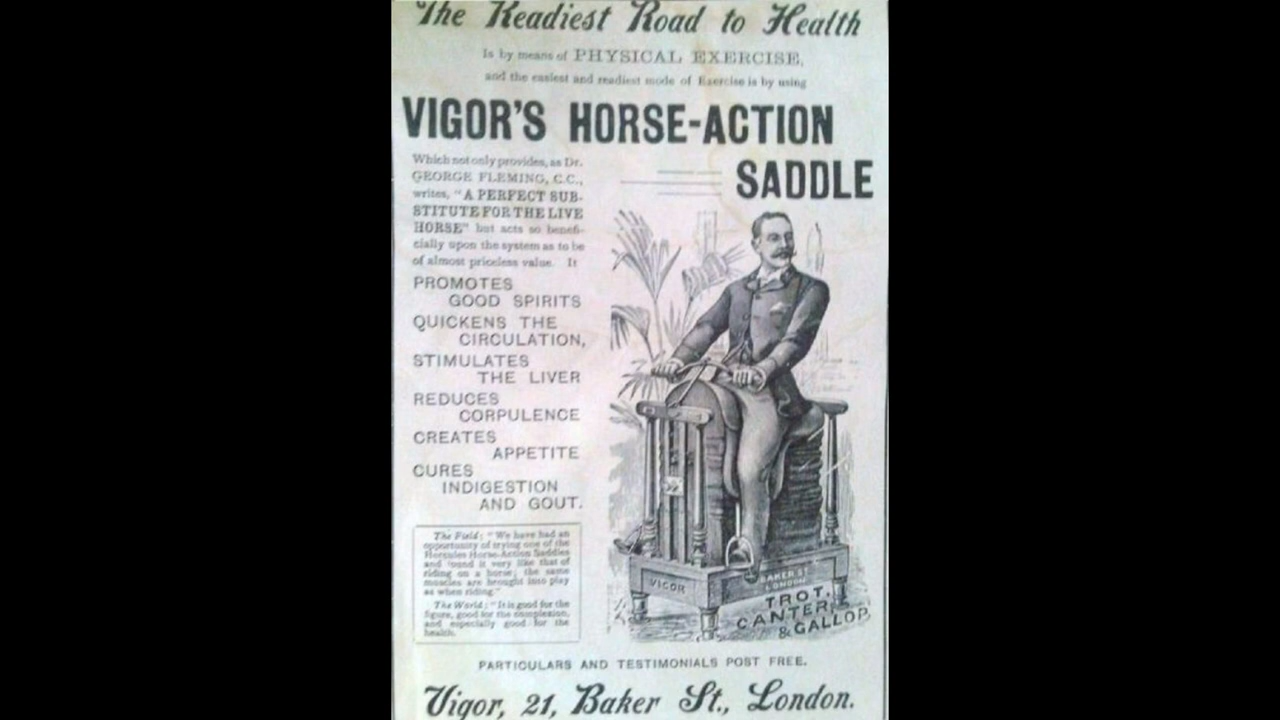 The Readiest Road to Health
Is by means of PHYSICAL EXERCISE,
and the easiest and readiest mode of Exercise is by using
VIGOR'S HORSE-ACTION
SADDLE
Which not only provides, as Dr.
GEORGE FLEMING, C.C.,
writes, "A PERFECT SUB-
STITUTE FOR THE LIVE
HORSE" but acts so benefi-
cially upon the system as to be
of almost priceless value. It
PROMOTES
GOOD SPIRITS
QUICKENS THE
CIRCULATION,
STIMULATES
THE LIVER
REDUCES
CORPULENCE
CREATES
APPETITE
CURES
INDIGESTION
AND GOUT.
The Field: "We have had an
opportunity of trying one of the
Hercules Horse-Action Saddles
and found it very like that of
riding on a horse; the same
muscles are brought into play
as when riding."
The World: "It is good for the
figure, good for the complexion,
and especially good for the
health.
VIGOR
BAKER ST
LONDON
TROT,
CANTER,
& GALLOP
PARTICULARS AND TESTIMONIALS POST FREE.
Vigor, 21, Baker St., London.